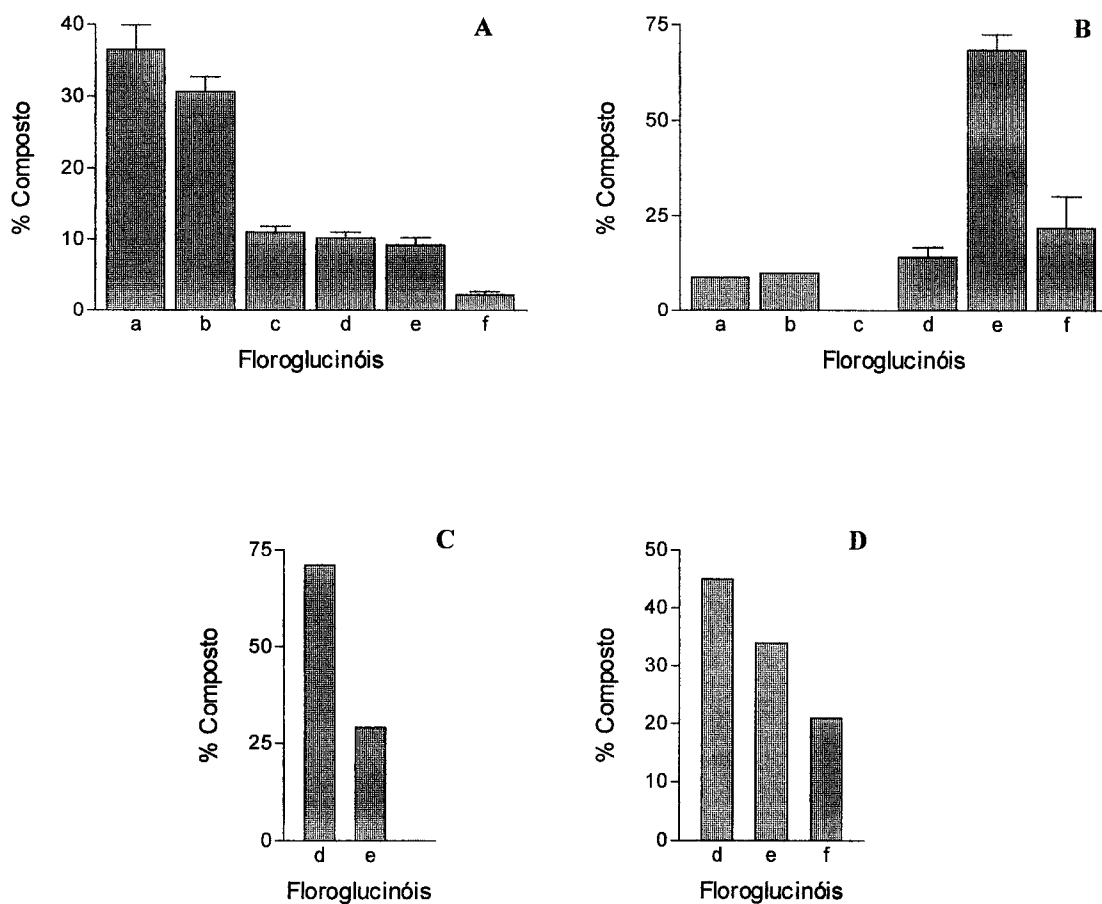 A
% Composto
40
30
20
10
0
a b c d e f
Floroglucinóis
B
% Composto
75
50
25
0
a b c d e f
Floroglucinóis
C
% Composto
75
50
25
0
d e
Floroglucinóis
D
% Composto
50
40
30
20
10
0
d e f
Floroglucinóis